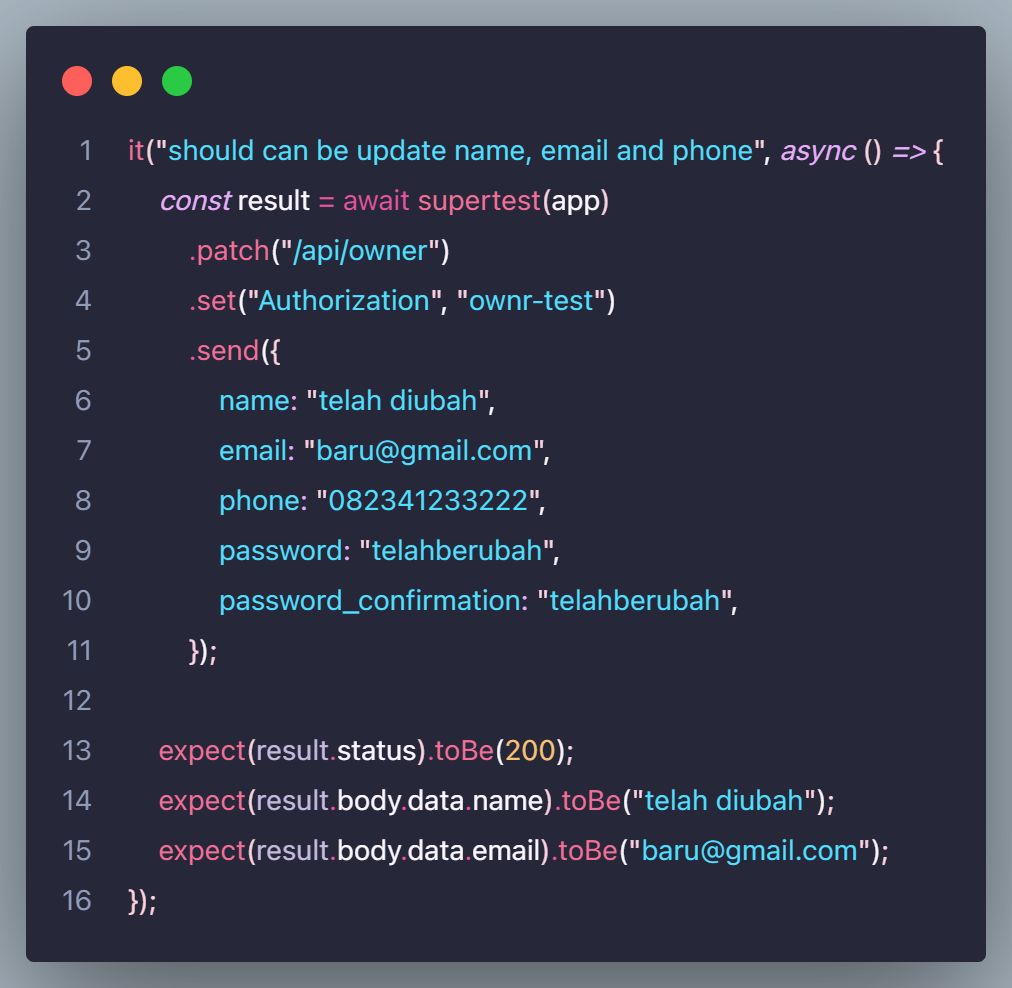 1 it("should can be update name, email and phone", async () => {
2 const result = await supertest(app)
3 .patch("/api/owner")
4 .set("Authorization", "ownr-test")
5 .send({
6 name: "telah diubah",
7 email: "baru@gmail.com",
8 phone: "082341233222",
9 password: "telahberubah",
10 password_confirmation: "telahberubah",
11 });
12
13 expect(result.status).toBe(200);
14 expect(result.body.data.name).toBe("telah diubah");
15 expect(result.body.data.email).toBe("baru@gmail.com");
16 });